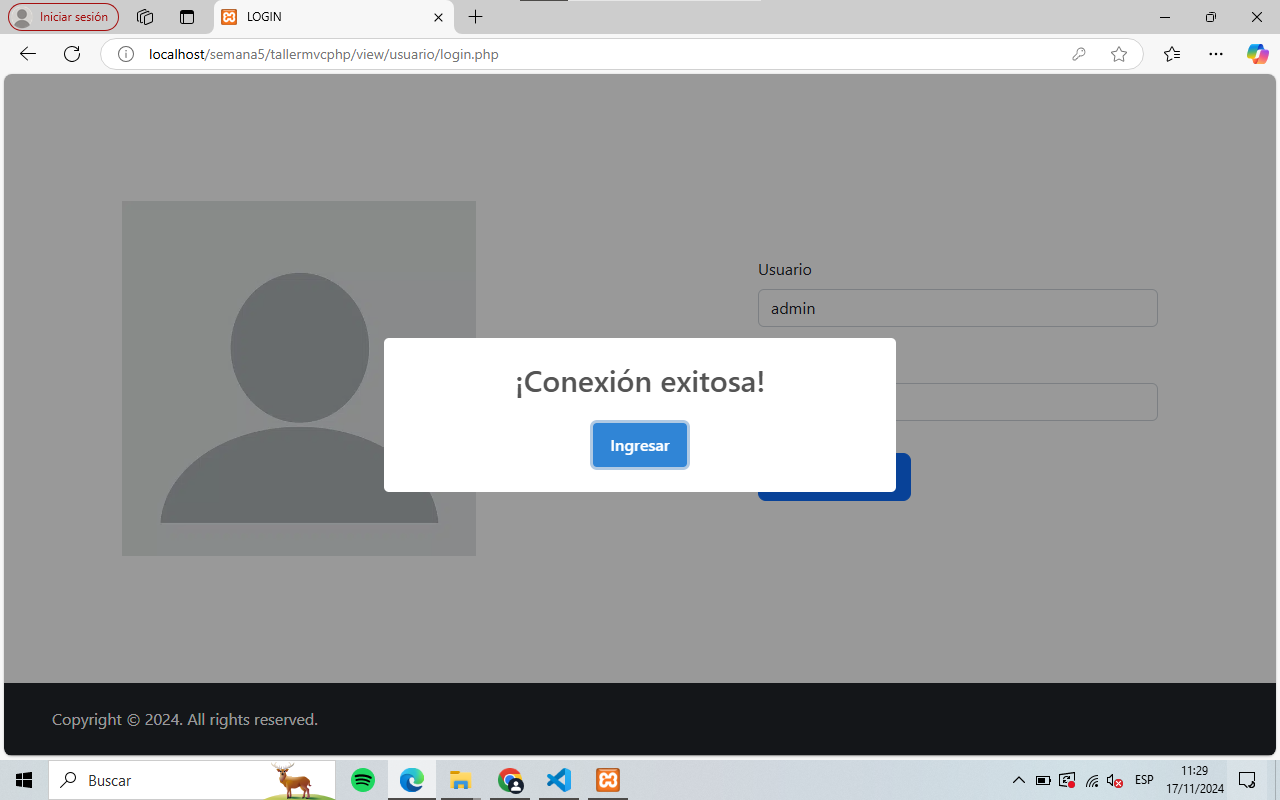 Iniciar sesión
LOGIN
localhost/semana5/tallermvcphp/view/usuario/login.php
Usuario
admin
¡Conexión exitosa!
Ingresar
Copyright © 2024. All rights reserved.
Buscar
ESP
11:29
17/11/2024